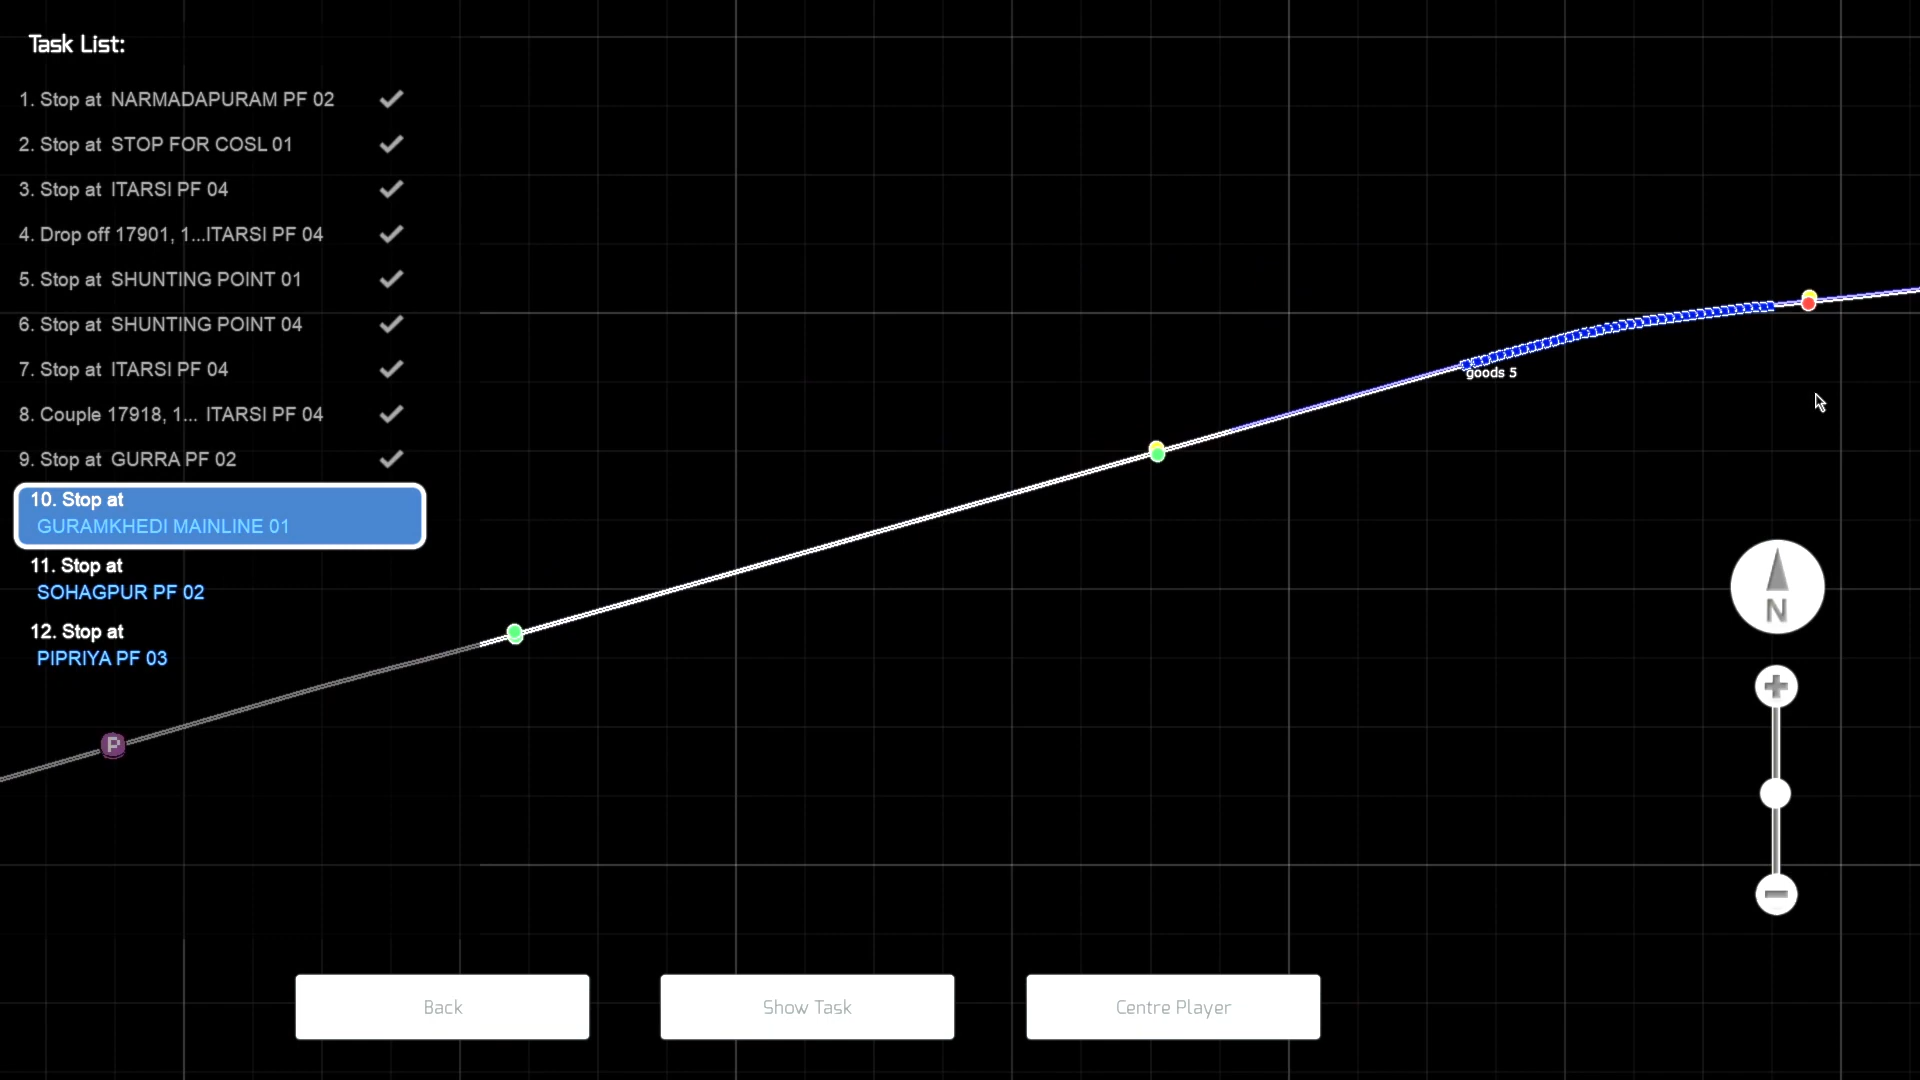 Task List:
1. Stop at NARMADAPURAM PF 02
2. Stop at STOP FOR COSL 01
3. Stop at ITARSI PF 04
4. Drop off 17901, 1...ITARSI PF 04
5. Stop at SHUNTING POINT 01
6. Stop at SHUNTING POINT 04
7. Stop at ITARSI PF 04
8. Couple 17918, 1... ITARSI PF 04
9. Stop at GURRA PF 02
10. Stop at
GURAMKHEDI MAINLINE 01
11. Stop at
SOHAGPUR PF 02
12. Stop at
PIPRIYA PF 03
goods 5
P
N
Back
Show Task
Centre Player